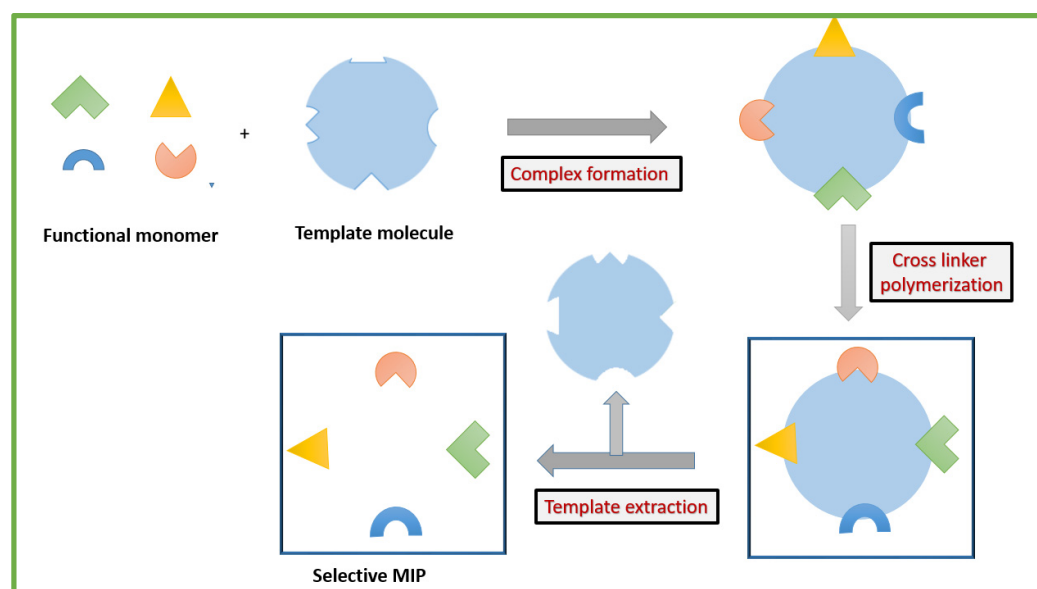 +
Complex formation
Functional monomer
Template molecule
Cross linker
polymerization
Template extraction
Selective MIP